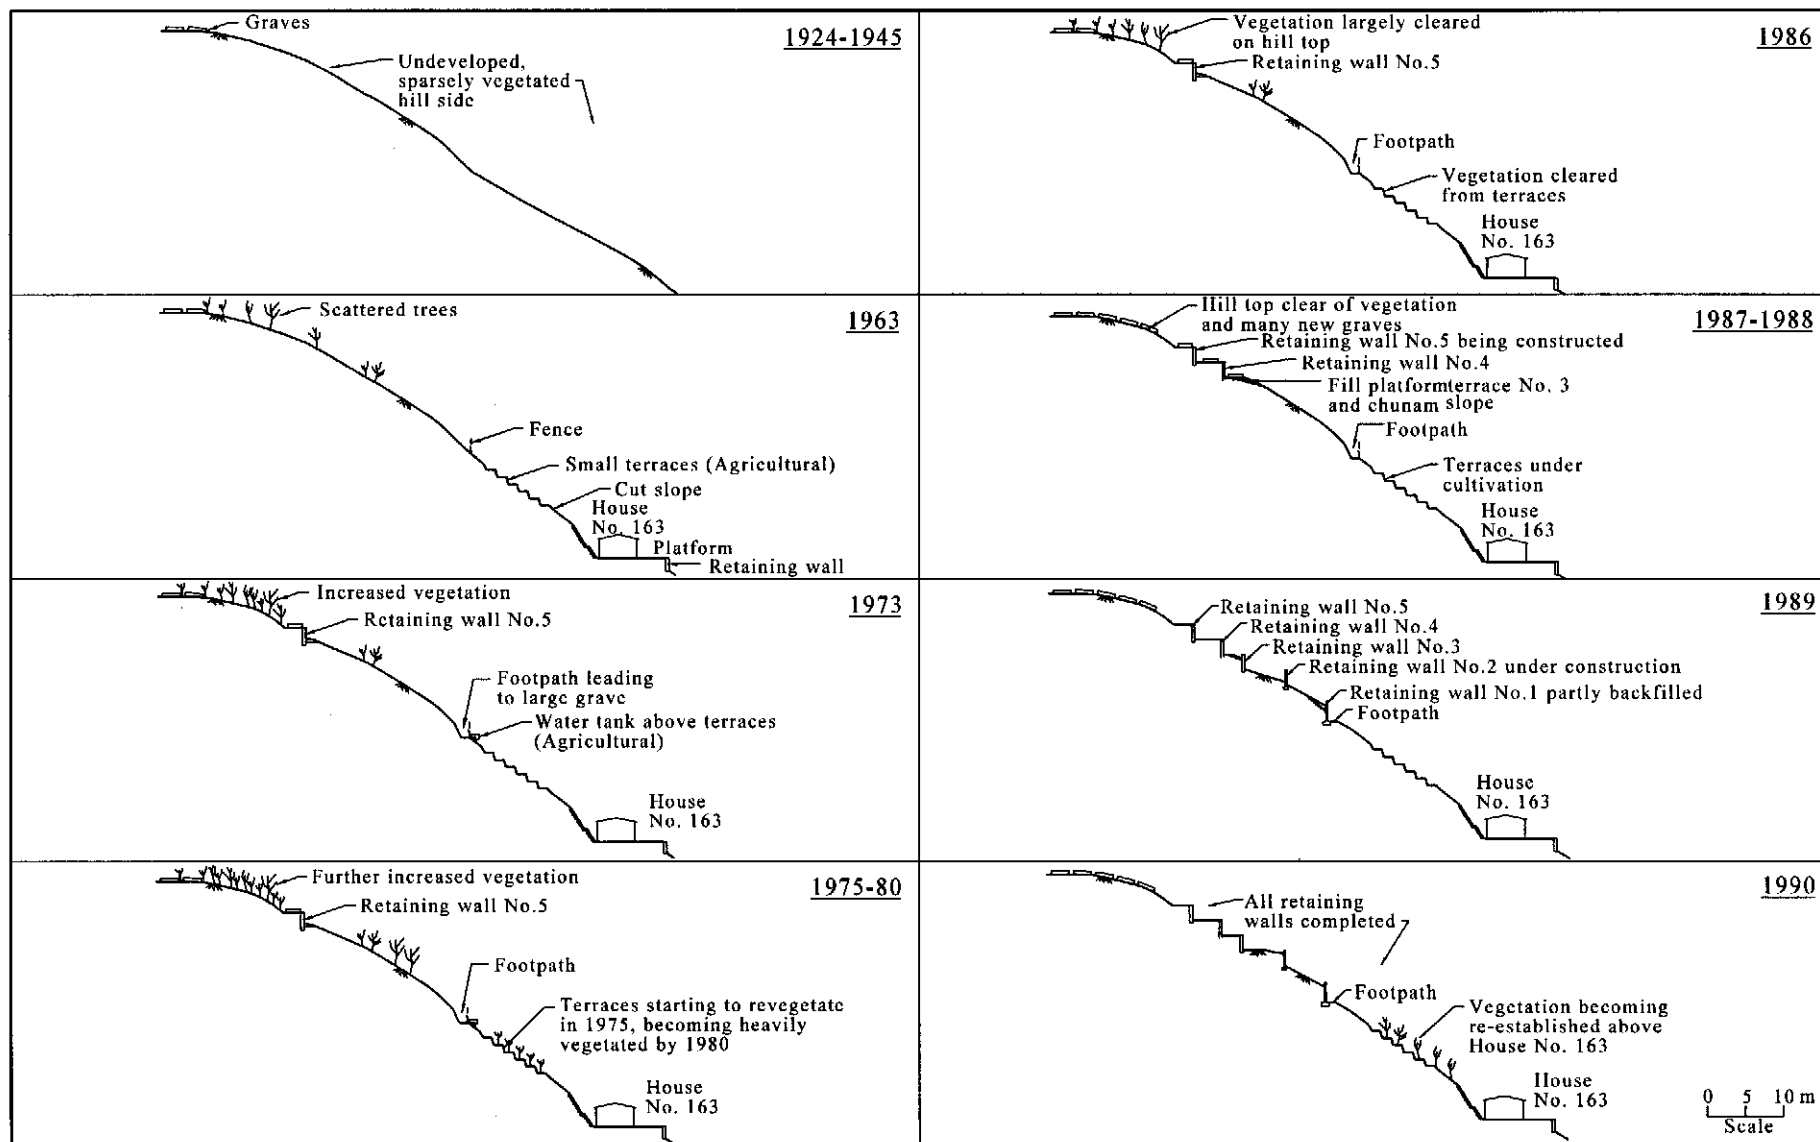 Graves
1924-1945
Undeveloped,
sparsely vegetated
hill side
Scattered trees
1963
Fence
Small terraces (Agricultural)
Cut slope
House
No. 163
Platform
Retaining wall
Increased vegetation
1973
Retaining wall No.5
Footpath leading
to large grave
Water tank above terraces
(Agricultural)
House
No. 163
Further increased vegetation
1975-80
Retaining wall No.5
Footpath
Terraces starting to revegetate
in 1975, becoming heavily
vegetated by 1980
House
No. 163
Vegetation largely cleared
on hill top
1986
Retaining wall No.5
Footpath
Vegetation cleared
from terraces
House
No. 163
Hill top clear of vegetation
and many new graves
1987-1988
Retaining wall No.5 being constructed
Retaining wall No.4
Fill platformterrace No. 3
and chunam slope
Footpath
Terraces under
cultivation
House
No. 163
1989
Retaining wall No.5
Retaining wall No.4
Retaining wall No.3
Retaining wall No.2 under construction
Retaining wall No.1 partly backfilled
Footpath
House
No. 163
1990
All retaining
walls completed
Footpath
Vegetation becoming
re-established above
House No. 163
House
No. 163
0 5 10 m
Scale